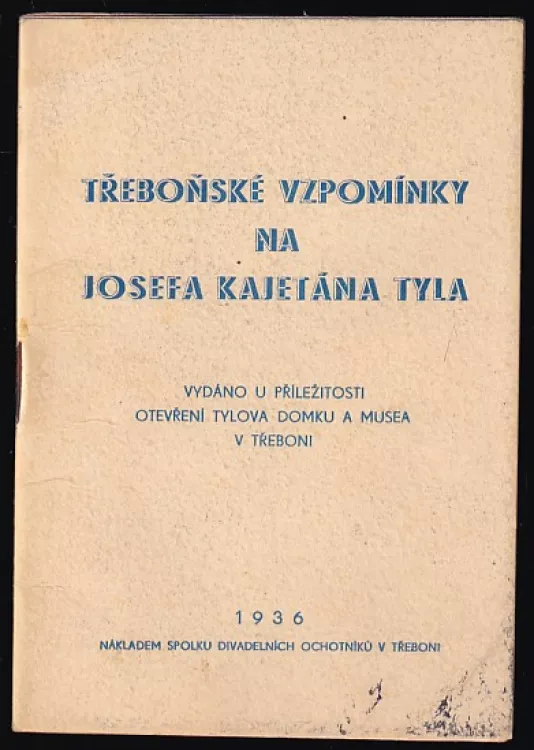 TŘEBOŇSKÉ VZPOMÍNKY
NA
JOSEFA KAJETÁNA TYLA
VYDÁNO U PŘÍLEŽITOSTI
OTEVŘENÍ TYLOVA DOMKU A MUSEA
V TŘEBONI
1936
NÁKLADEM SPOLKU DIVADELNÍCH OCHOTNÍKŮ V TŘEBONI